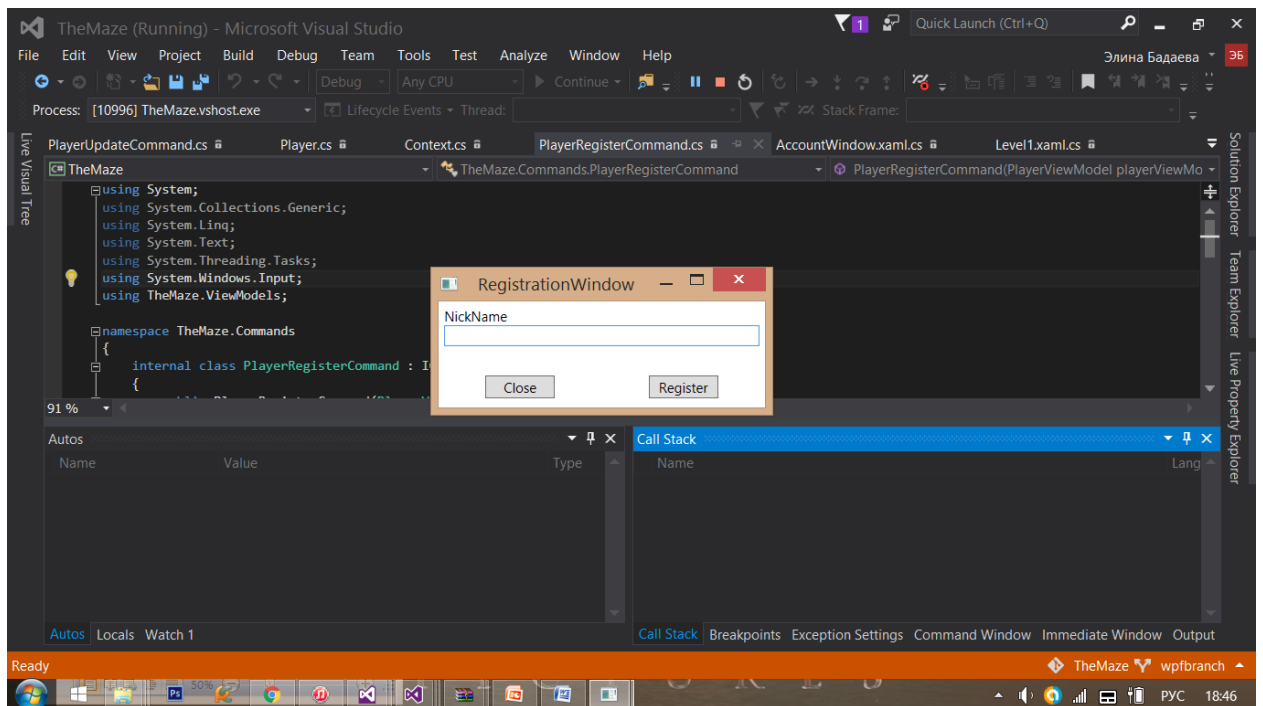 TheMaze (Running) - Microsoft Visual Studio
1
Quick Launch (Ctrl+Q)
File Edit View Project Build Debug Team Tools Test Analyze Window Help
Элина Бадаева ЭБ
Debug Any CPU Continue
Process: [10996] TheMaze.vshost.exe Lifecycle Events Thread: Stack Frame:
Live Visual Tree
PlayerUpdateCommand.cs Player.cs Context.cs PlayerRegisterCommand.cs AccountWindow.xaml.cs Level1.xaml.cs
TheMaze TheMaze.Commands.PlayerRegisterCommand PlayerRegisterCommand(PlayerViewModel playerViewMo
using System;
using System.Collections.Generic;
using System.Linq;
using System.Text;
using System.Threading.Tasks;
using System.Windows.Input;
using TheMaze.ViewModels;
namespace TheMaze.Commands
{
internal class PlayerRegisterCommand : I
{
91 %
RegistrationWindow
NickName
Close Register
Solution Explorer
Team Explorer
Live Property Explorer
Autos
Name Value Type
Call Stack
Name Lang
Autos Locals Watch 1
Call Stack Breakpoints Exception Settings Command Window Immediate Window Output
Ready
TheMaze wpfbranch
Ps
50%
РУС 18:46